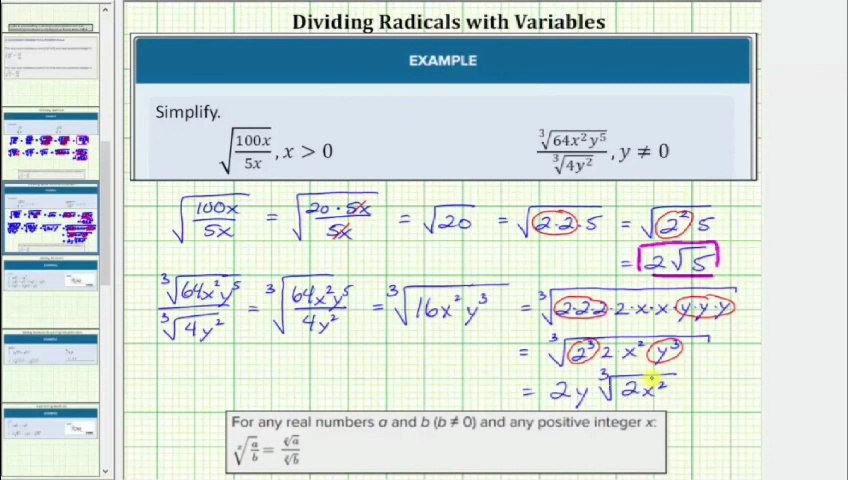 Dividing Radicals with Variables
EXAMPLE
Simplify.
√(100x/5x), x > 0
∛(64x²y⁵)/∛(4y²), y ≠ 0
√(100x/5x) = √(20 · 5x/5x) = √20 = √(2·2·5) = √(2² 5)
= 2√5
∛(64x²y⁵)/∛(4y²) = ∛(64x²y⁵/4y²) = ∛(16x²y³) = ∛(2·2·2·2·x·x·y·y·y)
= ∛(2³ 2 x² y³)
= 2y ∛(2x²)
For any real numbers a and b (b ≠ 0) and any positive integer x:
ˣ√(a/b) = ˣ√a/ˣ√b